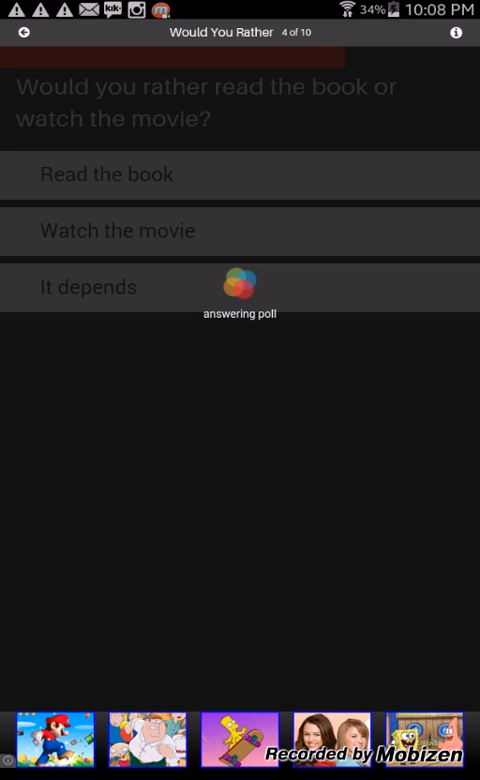 34% 10:08 PM
kik
Would You Rather 4 of 10
Would you rather read the book or
watch the movie?
Read the book
Watch the movie
It depends
answering poll
Recorded by Mobizen